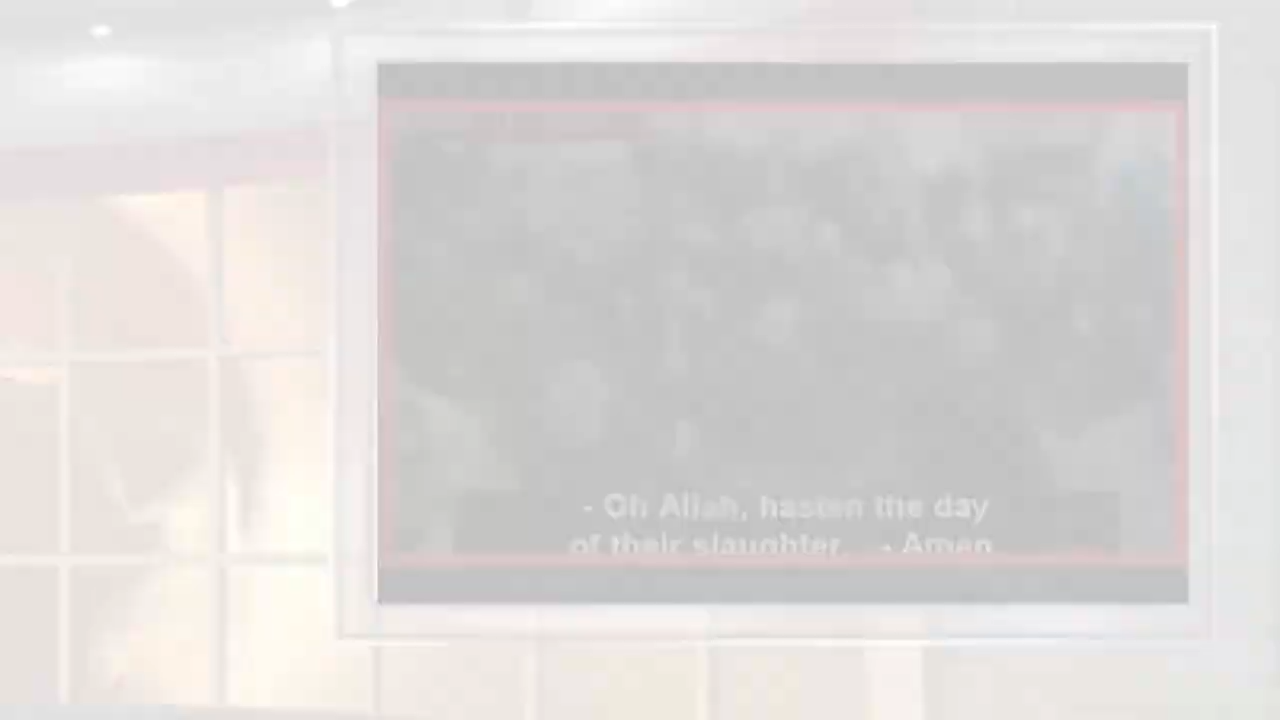 - Oh Allah, hasten the day
of their slaughter. - Amen